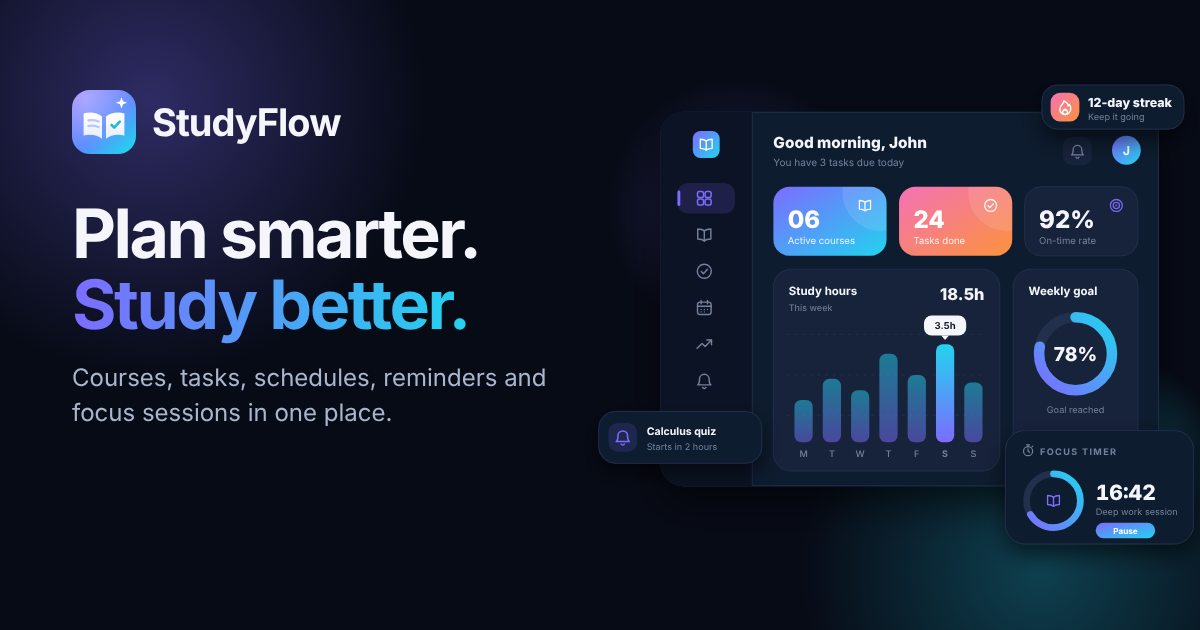 StudyFlow
Plan smarter.
Study better.
Courses, tasks, schedules, reminders and
focus sessions in one place.
12-day streak
Keep it going
Good morning, John
You have 3 tasks due today
J
06
Active courses
24
Tasks done
92%
On-time rate
Study hours
This week
18.5h
3.5h
M T W T F S S
Weekly goal
78%
Goal reached
Calculus quiz
Starts in 2 hours
FOCUS TIMER
16:42
Deep work session
Pause